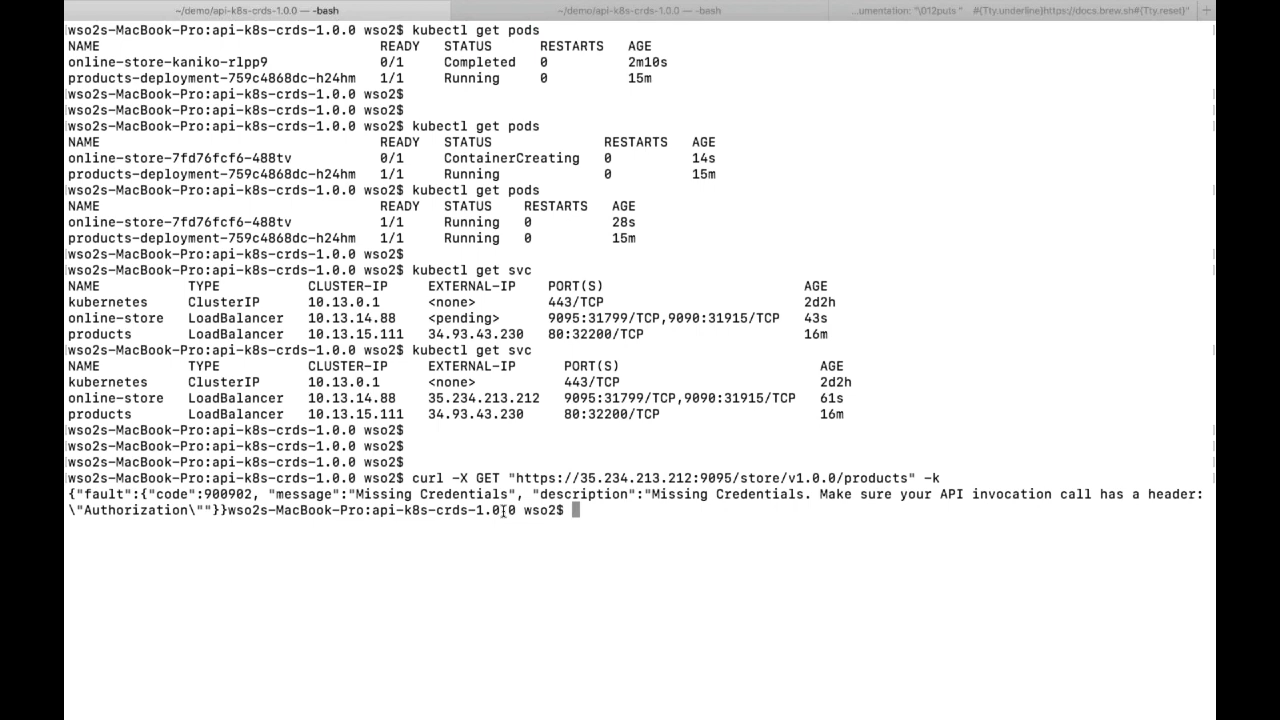 ~/demo/api-k8s-crds-1.0.0 — -bash ~/demo/api-k8s-crds-1.0.0 — -bash ...umentation: "\012puts " #{Tty.underline}https://docs.brew.sh#{Tty.reset}" +
wso2s-MacBook-Pro:api-k8s-crds-1.0.0 wso2$ kubectl get pods
NAME READY STATUS RESTARTS AGE
online-store-kaniko-rlpp9 0/1 Completed 0 2m10s
products-deployment-759c4868dc-h24hm 1/1 Running 0 15m
wso2s-MacBook-Pro:api-k8s-crds-1.0.0 wso2$
wso2s-MacBook-Pro:api-k8s-crds-1.0.0 wso2$
wso2s-MacBook-Pro:api-k8s-crds-1.0.0 wso2$ kubectl get pods
NAME READY STATUS RESTARTS AGE
online-store-7fd76fcf6-488tv 0/1 ContainerCreating 0 14s
products-deployment-759c4868dc-h24hm 1/1 Running 0 15m
wso2s-MacBook-Pro:api-k8s-crds-1.0.0 wso2$ kubectl get pods
NAME READY STATUS RESTARTS AGE
online-store-7fd76fcf6-488tv 1/1 Running 0 28s
products-deployment-759c4868dc-h24hm 1/1 Running 0 15m
wso2s-MacBook-Pro:api-k8s-crds-1.0.0 wso2$
wso2s-MacBook-Pro:api-k8s-crds-1.0.0 wso2$ kubectl get svc
NAME TYPE CLUSTER-IP EXTERNAL-IP PORT(S) AGE
kubernetes ClusterIP 10.13.0.1 <none> 443/TCP 2d2h
online-store LoadBalancer 10.13.14.88 <pending> 9095:31799/TCP,9090:31915/TCP 43s
products LoadBalancer 10.13.15.111 34.93.43.230 80:32200/TCP 16m
wso2s-MacBook-Pro:api-k8s-crds-1.0.0 wso2$ kubectl get svc
NAME TYPE CLUSTER-IP EXTERNAL-IP PORT(S) AGE
kubernetes ClusterIP 10.13.0.1 <none> 443/TCP 2d2h
online-store LoadBalancer 10.13.14.88 35.234.213.212 9095:31799/TCP,9090:31915/TCP 61s
products LoadBalancer 10.13.15.111 34.93.43.230 80:32200/TCP 16m
wso2s-MacBook-Pro:api-k8s-crds-1.0.0 wso2$
wso2s-MacBook-Pro:api-k8s-crds-1.0.0 wso2$
wso2s-MacBook-Pro:api-k8s-crds-1.0.0 wso2$
wso2s-MacBook-Pro:api-k8s-crds-1.0.0 wso2$ curl -X GET "https://35.234.213.212:9095/store/v1.0.0/products" -k
{"fault":{"code":900902, "message":"Missing Credentials", "description":"Missing Credentials. Make sure your API invocation call has a header:
\"Authorization\""}}wso2s-MacBook-Pro:api-k8s-crds-1.0.0 wso2$